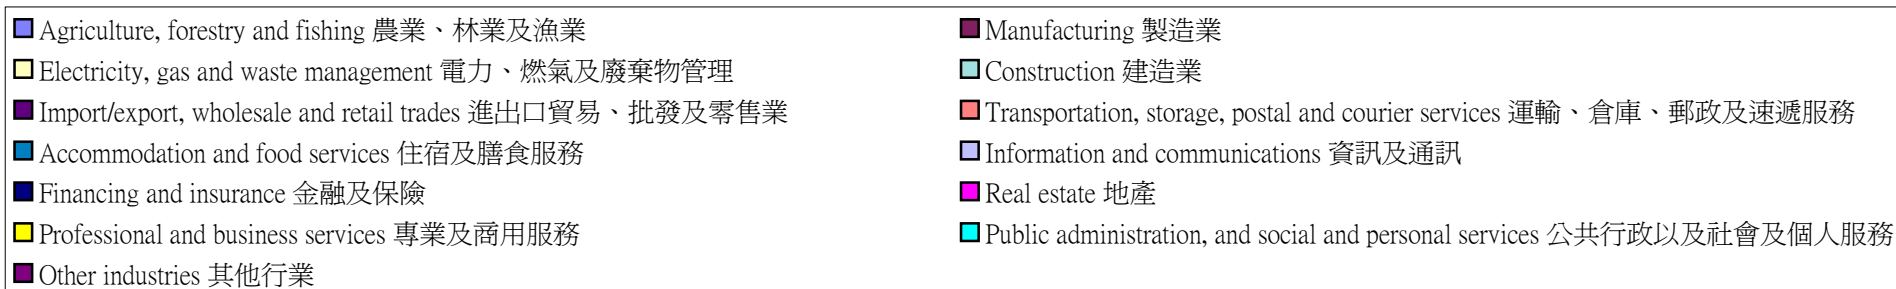 Agriculture, forestry and fishing 農業、林業及漁業
Manufacturing 製造業
Electricity, gas and waste management 電力、燃氣及廢棄物管理
Construction 建造業
Import/export, wholesale and retail trades 進出口貿易、批發及零售業
Transportation, storage, postal and courier services 運輸、倉庫、郵政及速遞服務
Accommodation and food services 住宿及膳食服務
Information and communications 資訊及通訊
Financing and insurance 金融及保險
Real estate 地產
Professional and business services 專業及商用服務
Public administration, and social and personal services 公共行政以及社會及個人服務
Other industries 其他行業